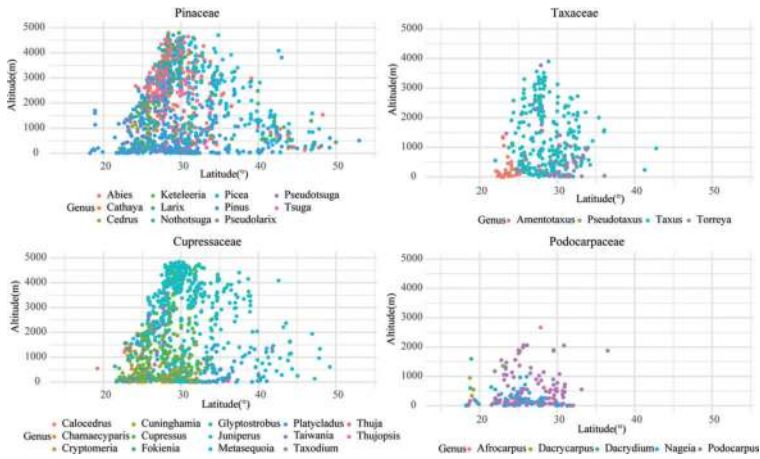 Pinaceae
Altitude(m)
5000
4000
3000
2000
1000
0
20 30 40 50
Latitude(°)
Genus
Abies Keteleeria Picea Pseudotsuga
Cathaya Larix Pinus Tsuga
Cedrus Nothotsuga Pseudolarix
Taxaceae
Altitude(m)
5000
4000
3000
2000
1000
0
20 30 40 50
Latitude(°)
Genus Amentotaxus Pseudotaxus Taxus Torreya
Cupressaceae
Altitude(m)
5000
4000
3000
2000
1000
0
20 30 40 50
Latitude(°)
Genus
Calocedrus Cuninghamia Glyptostrobus Platycladus Thuja
Chamaecyparis Cupressus Juniperus Taiwania Thujopsis
Cryptomeria Fokienia Metasequoia Taxodium
Podocarpaceae
Altitude(m)
5000
4000
3000
2000
1000
0
20 30 40 50
Latitude(°)
Genus Afrocarpus Dacrycarpus Dacrydium Nageia Podocarpus